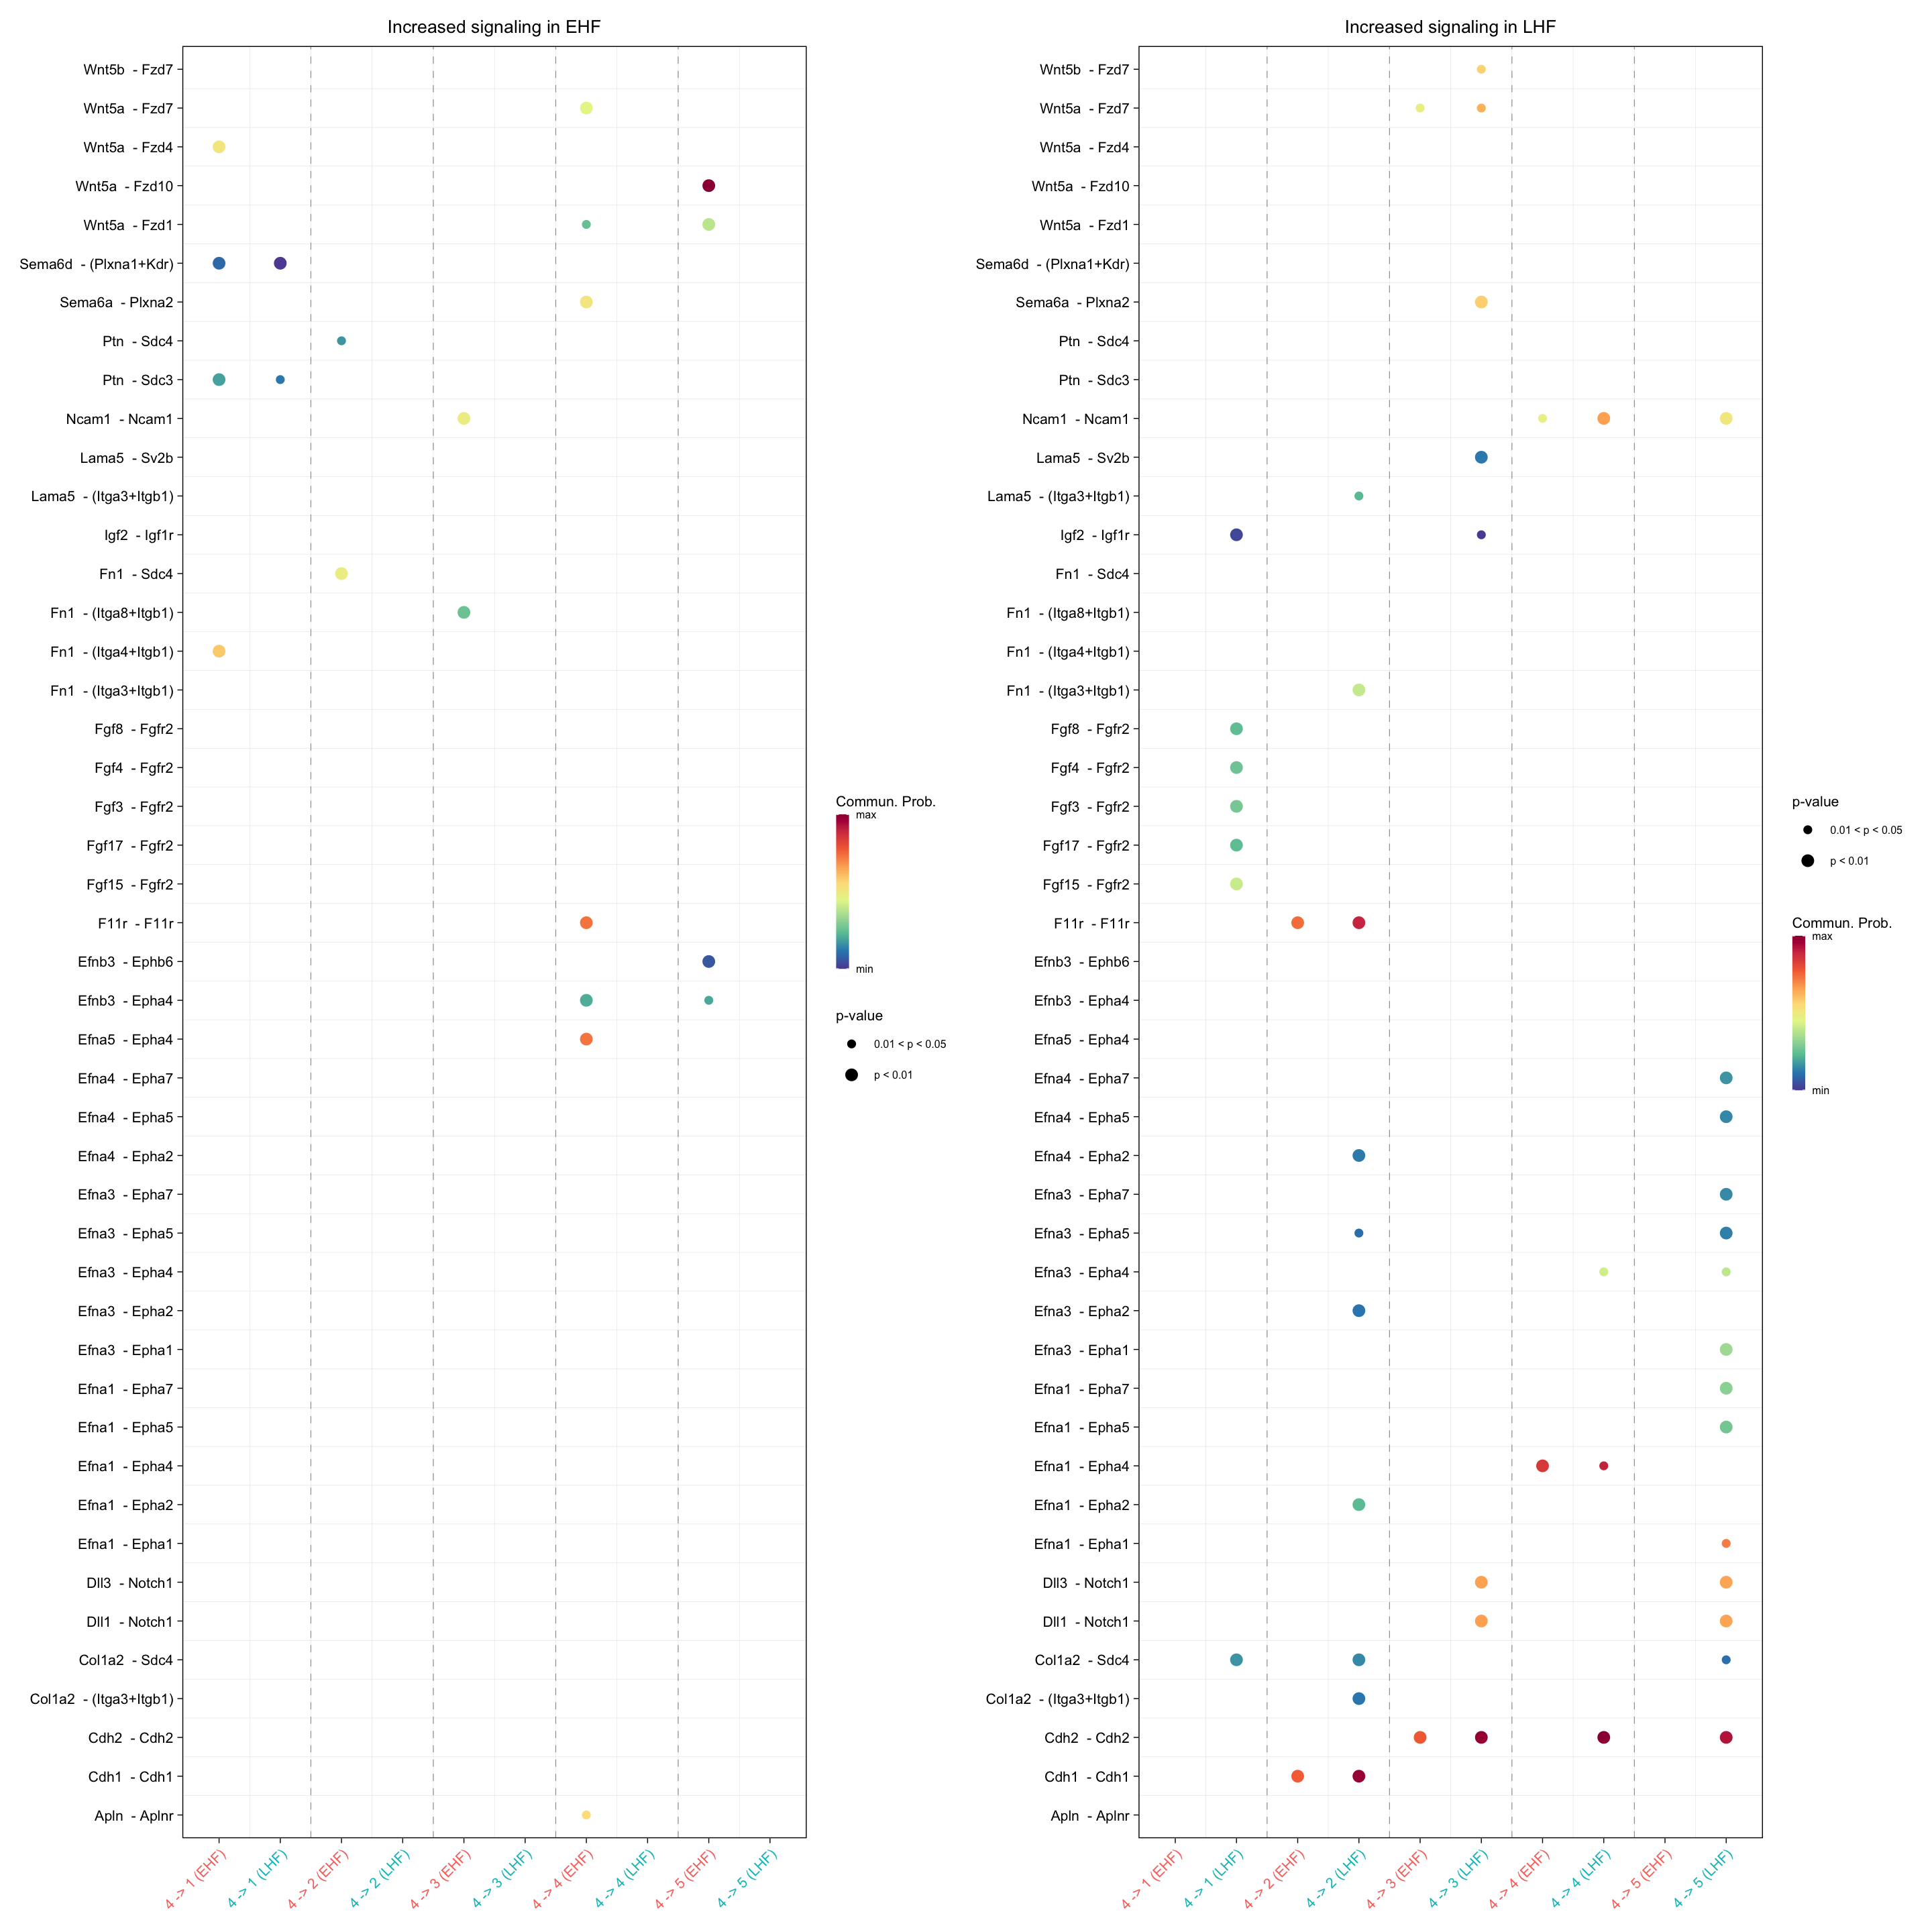 Increased signaling in EHF
Wnt5b - Fzd7
Wnt5a - Fzd7
Wnt5a - Fzd4
Wnt5a - Fzd10
Wnt5a - Fzd1
Sema6d - (Plxna1+Kdr)
Sema6a - Plxna2
Ptn - Sdc4
Ptn - Sdc3
Ncam1 - Ncam1
Lama5 - Sv2b
Lama5 - (Itga3+Itgb1)
Igf2 - Igf1r
Fn1 - Sdc4
Fn1 - (Itga8+Itgb1)
Fn1 - (Itga4+Itgb1)
Fn1 - (Itga3+Itgb1)
Fgf8 - Fgfr2
Fgf4 - Fgfr2
Fgf3 - Fgfr2
Fgf17 - Fgfr2
Fgf15 - Fgfr2
F11r - F11r
Efnb3 - Ephb6
Efnb3 - Epha4
Efna5 - Epha4
Efna4 - Epha7
Efna4 - Epha5
Efna4 - Epha2
Efna3 - Epha7
Efna3 - Epha5
Efna3 - Epha4
Efna3 - Epha2
Efna3 - Epha1
Efna1 - Epha7
Efna1 - Epha5
Efna1 - Epha4
Efna1 - Epha2
Efna1 - Epha1
Dll3 - Notch1
Dll1 - Notch1
Col1a2 - Sdc4
Col1a2 - (Itga3+Itgb1)
Cdh2 - Cdh2
Cdh1 - Cdh1
Apln - Aplnr
4 -> 1 (EHF)
4 -> 1 (LHF)
4 -> 2 (EHF)
4 -> 2 (LHF)
4 -> 3 (EHF)
4 -> 3 (LHF)
4 -> 4 (EHF)
4 -> 4 (LHF)
4 -> 5 (EHF)
4 -> 5 (LHF)
Commun. Prob.
max
min
p-value
0.01 < p < 0.05
p < 0.01
Increased signaling in LHF
Wnt5b - Fzd7
Wnt5a - Fzd7
Wnt5a - Fzd4
Wnt5a - Fzd10
Wnt5a - Fzd1
Sema6d - (Plxna1+Kdr)
Sema6a - Plxna2
Ptn - Sdc4
Ptn - Sdc3
Ncam1 - Ncam1
Lama5 - Sv2b
Lama5 - (Itga3+Itgb1)
Igf2 - Igf1r
Fn1 - Sdc4
Fn1 - (Itga8+Itgb1)
Fn1 - (Itga4+Itgb1)
Fn1 - (Itga3+Itgb1)
Fgf8 - Fgfr2
Fgf4 - Fgfr2
Fgf3 - Fgfr2
Fgf17 - Fgfr2
Fgf15 - Fgfr2
F11r - F11r
Efnb3 - Ephb6
Efnb3 - Epha4
Efna5 - Epha4
Efna4 - Epha7
Efna4 - Epha5
Efna4 - Epha2
Efna3 - Epha7
Efna3 - Epha5
Efna3 - Epha4
Efna3 - Epha2
Efna3 - Epha1
Efna1 - Epha7
Efna1 - Epha5
Efna1 - Epha4
Efna1 - Epha2
Efna1 - Epha1
Dll3 - Notch1
Dll1 - Notch1
Col1a2 - Sdc4
Col1a2 - (Itga3+Itgb1)
Cdh2 - Cdh2
Cdh1 - Cdh1
Apln - Aplnr
4 -> 1 (EHF)
4 -> 1 (LHF)
4 -> 2 (EHF)
4 -> 2 (LHF)
4 -> 3 (EHF)
4 -> 3 (LHF)
4 -> 4 (EHF)
4 -> 4 (LHF)
4 -> 5 (EHF)
4 -> 5 (LHF)
p-value
0.01 < p < 0.05
p < 0.01
Commun. Prob.
max
min